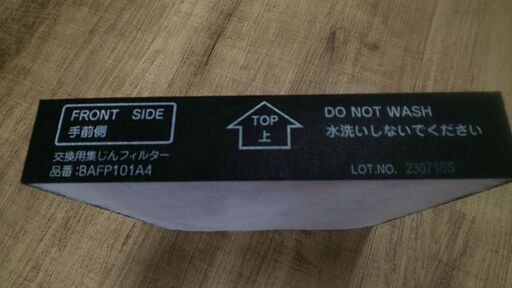 FRONT SIDE
手前側
交換用集じんフィルター
品番:BAFP101A4
TOP
上
DO NOT WASH
水洗いしないでください
LOT.NO. 230718S